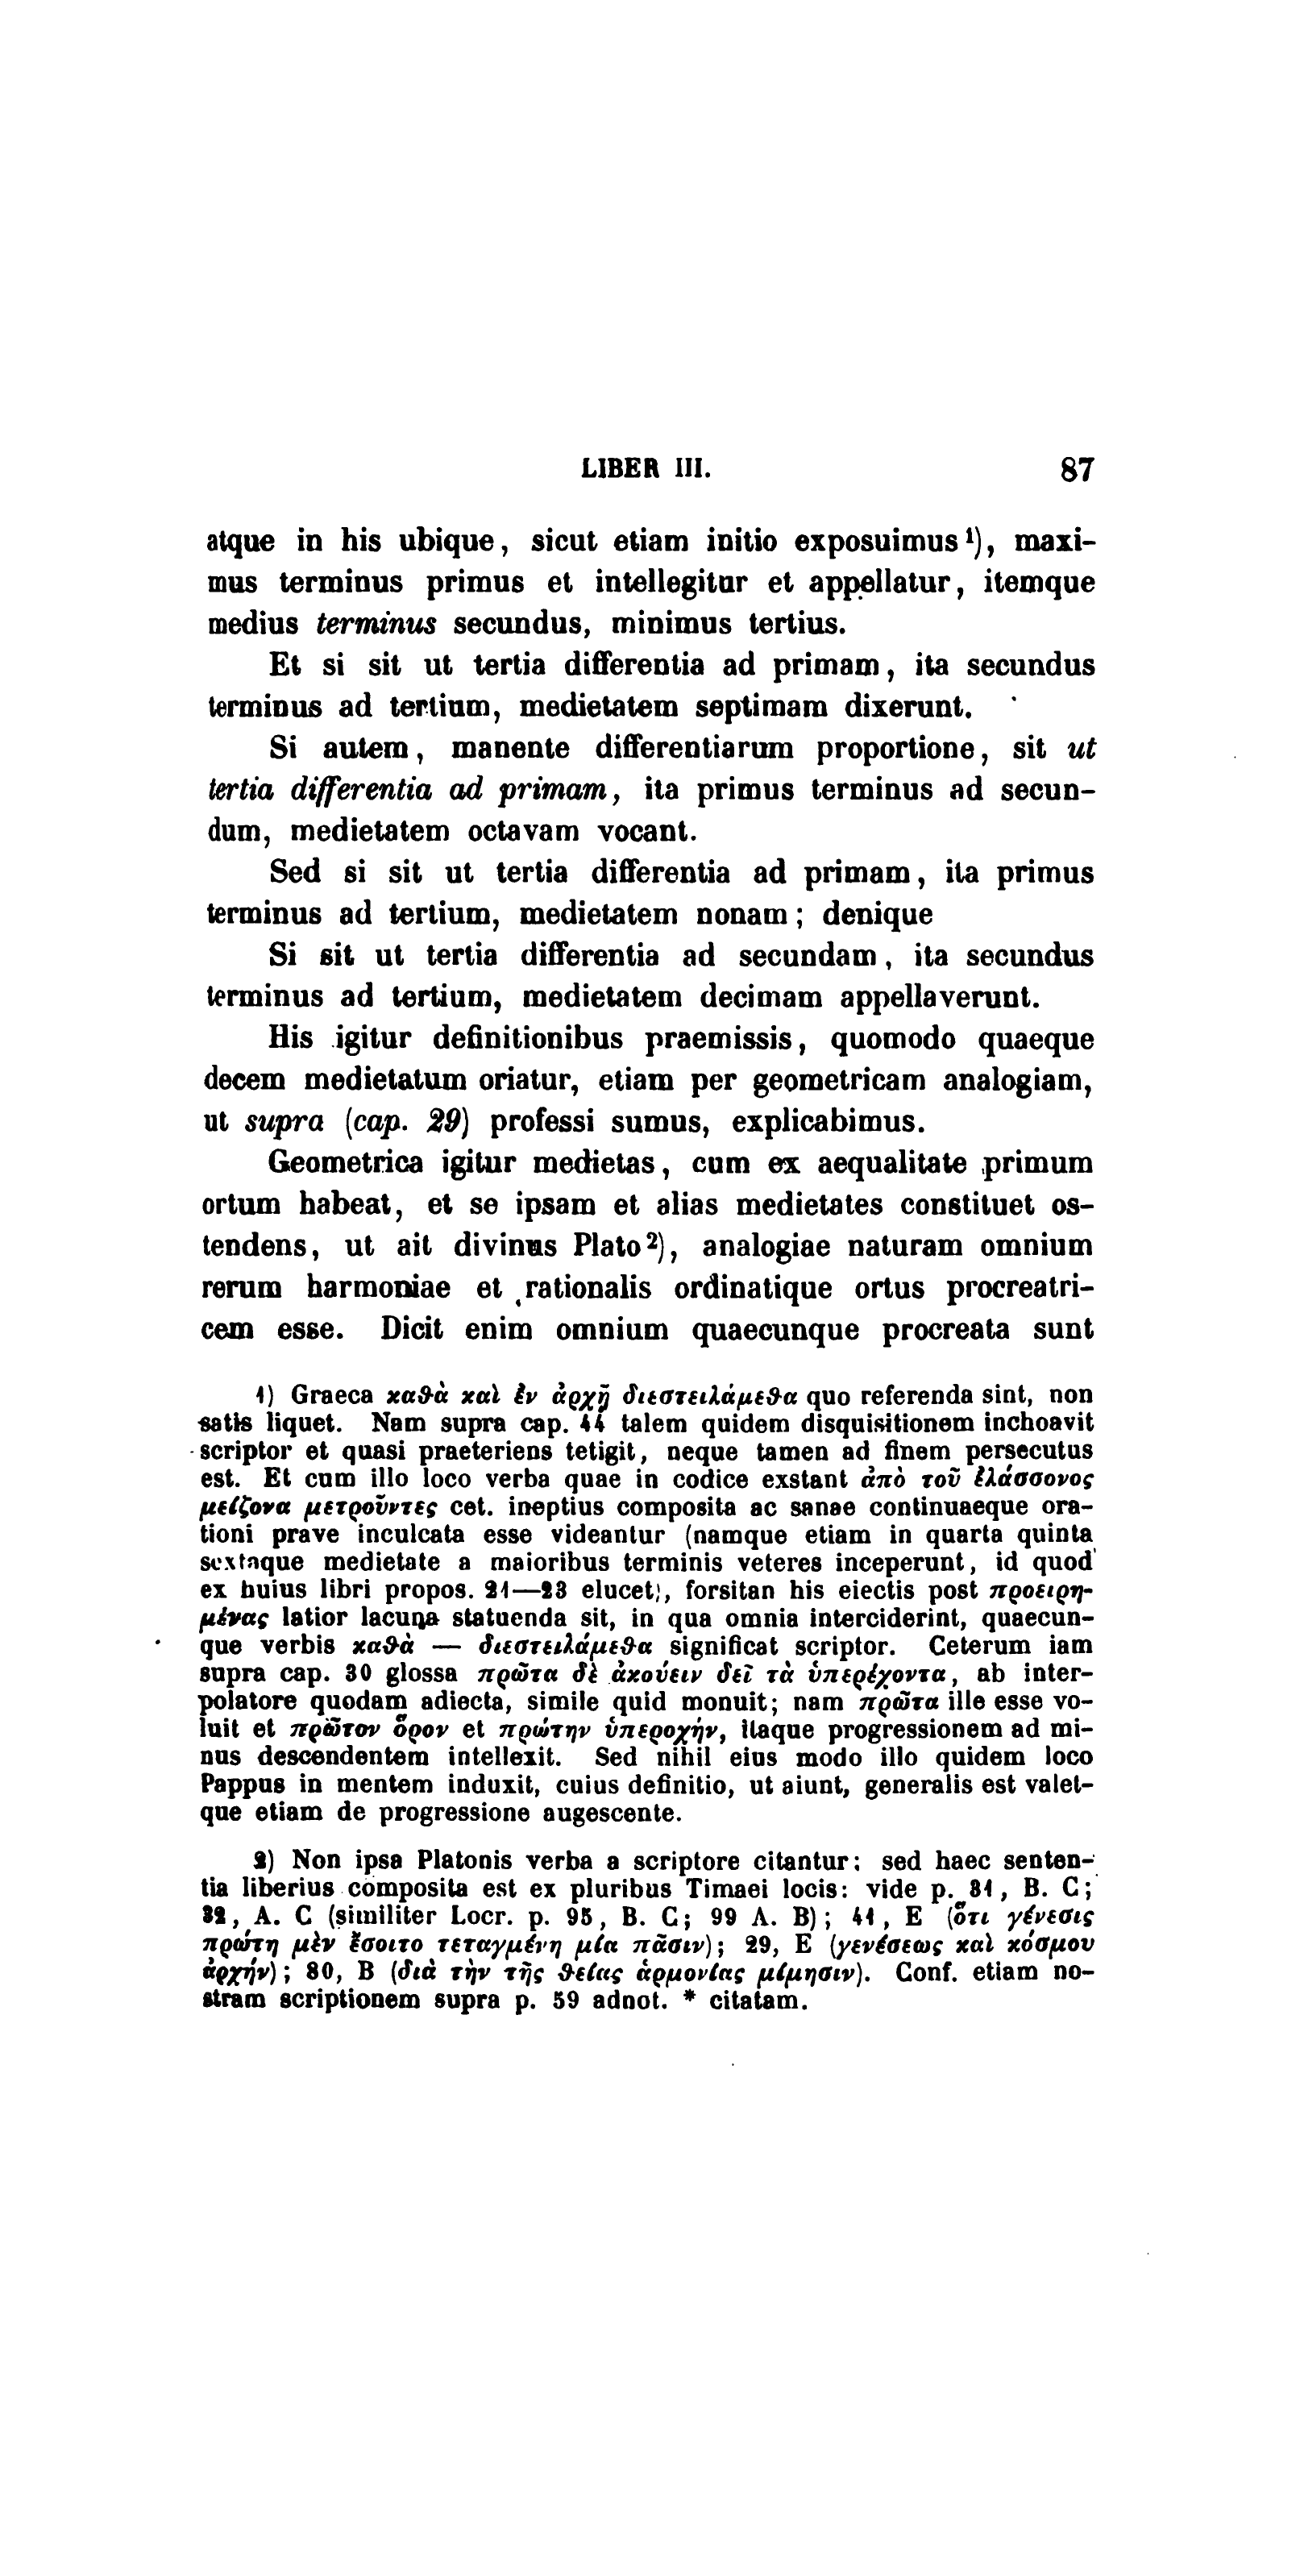 LIBER III. 87
atque in his ubique, sicut etiam initio exposuimus ¹), maxi-
mus terminus primus et intellegitur et appellatur, itemque
medius terminus secundus, minimus tertius.
Et si sit ut tertia differentia ad primam, ita secundus
terminus ad tertium, medietatem septimam dixerunt.
Si autem, manente differentiarum proportione, sit ut
tertia differentia ad primam, ita primus terminus ad secun-
dum, medietatem octavam vocant.
Sed si sit ut tertia differentia ad primam, ita primus
terminus ad tertium, medietatem nonam; denique
Si sit ut tertia differentia ad secundam, ita secundus
terminus ad tertium, medietatem decimam appellaverunt.
His igitur definitionibus praemissis, quomodo quaeque
decem medietatum oriatur, etiam per geometricam analogiam,
ut supra (cap. 29) professi sumus, explicabimus.
Geometrica igitur medietas, cum ex aequalitate primum
ortum habeat, et se ipsam et alias medietates constituet os-
tendens, ut ait divinus Plato ²), analogiae naturam omnium
rerum harmoniae et rationalis ordinatique ortus procreatri-
cem esse. Dicit enim omnium quaecunque procreata sunt
1) Graeca καθὰ καὶ ἐν ἀρχῇ διεστειλάμεθα quo referenda sint, non
satis liquet. Nam supra cap. 44 talem quidem disquisitionem inchoavit
scriptor et quasi praeteriens tetigit, neque tamen ad finem persecutus
est. Et cum illo loco verba quae in codice exstant ἀπὸ τοῦ ἐλάσσονος
μείζονα μετροῦντες cet. ineptius composita ac sanae continuaeque ora-
tioni prave inculcata esse videantur (namque etiam in quarta quinta
sextaque medietate a maioribus terminis veteres inceperunt, id quod
ex huius libri propos. 21—23 elucet), forsitan his eiectis post προειρη-
μένας latior lacuna statuenda sit, in qua omnia interciderint, quaecun-
que verbis καθὰ — διεστειλάμεθα significat scriptor. Ceterum iam
supra cap. 30 glossa πρῶτα δὲ ἀκούειν δεῖ τὰ ὑπερέχοντα, ab inter-
polatore quodam adiecta, simile quid monuit; nam πρῶτα ille esse vo-
luit et πρῶτον ὅρον et πρώτην ὑπεροχήν, itaque progressionem ad mi-
nus descendentem intellexit. Sed nihil eius modo illo quidem loco
Pappus in mentem induxit, cuius definitio, ut aiunt, generalis est valet-
que etiam de progressione augescente.
2) Non ipsa Platonis verba a scriptore citantur: sed haec senten-
tia liberius composita est ex pluribus Timaei locis: vide p. 31, B. C;
32, A. C (similiter Locr. p. 95, B. C; 99 A. B); 41, E (ὅτι γένεσις
πρώτη μὲν ἔσοιτο τεταγμένη μία πᾶσιν); 29, E (γενέσεως καὶ κόσμου
ἀρχήν); 80, B (διὰ τὴν τῆς θείας ἁρμονίας μίμησιν). Conf. etiam no-
stram scriptionem supra p. 59 adnot. * citatam.